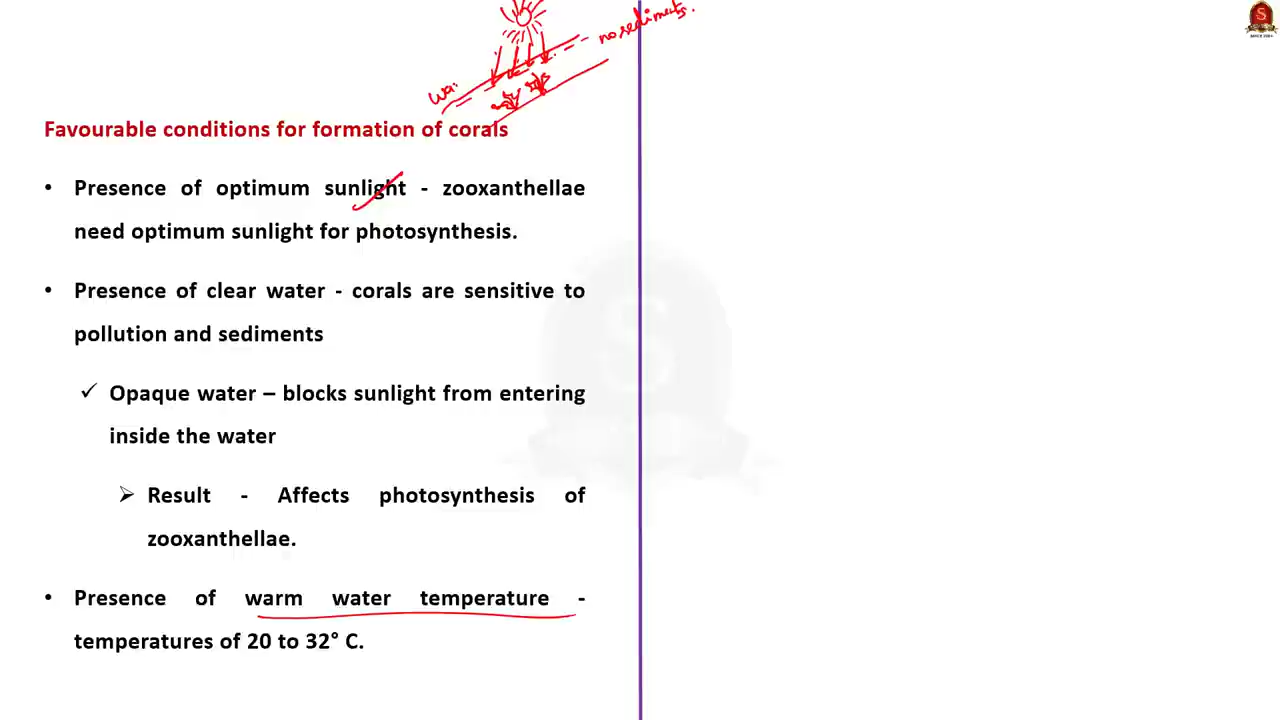 no sediments.
wa
Favourable conditions for formation of corals
• Presence of optimum sunlight - zooxanthellae
need optimum sunlight for photosynthesis.
• Presence of clear water - corals are sensitive to
pollution and sediments
✓ Opaque water – blocks sunlight from entering
inside the water
➢ Result - Affects photosynthesis of
zooxanthellae.
• Presence of warm water temperature -
temperatures of 20 to 32° C.
S